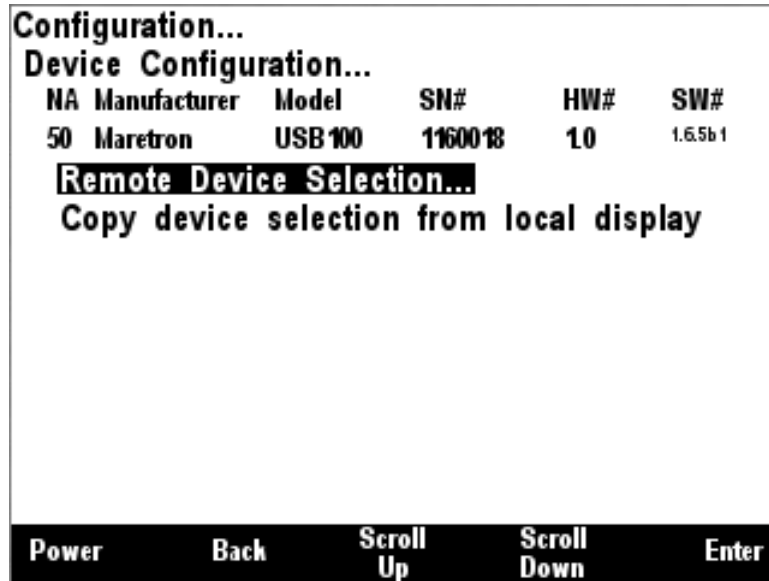 Configuration...
Device Configuration...
NA Manufacturer Model SN# HW# SW#
50 Maretron USB100 1160018 1.0 1.6.5b1
Remote Device Selection...
Copy device selection from local display
Power Back Scroll Up Scroll Down Enter